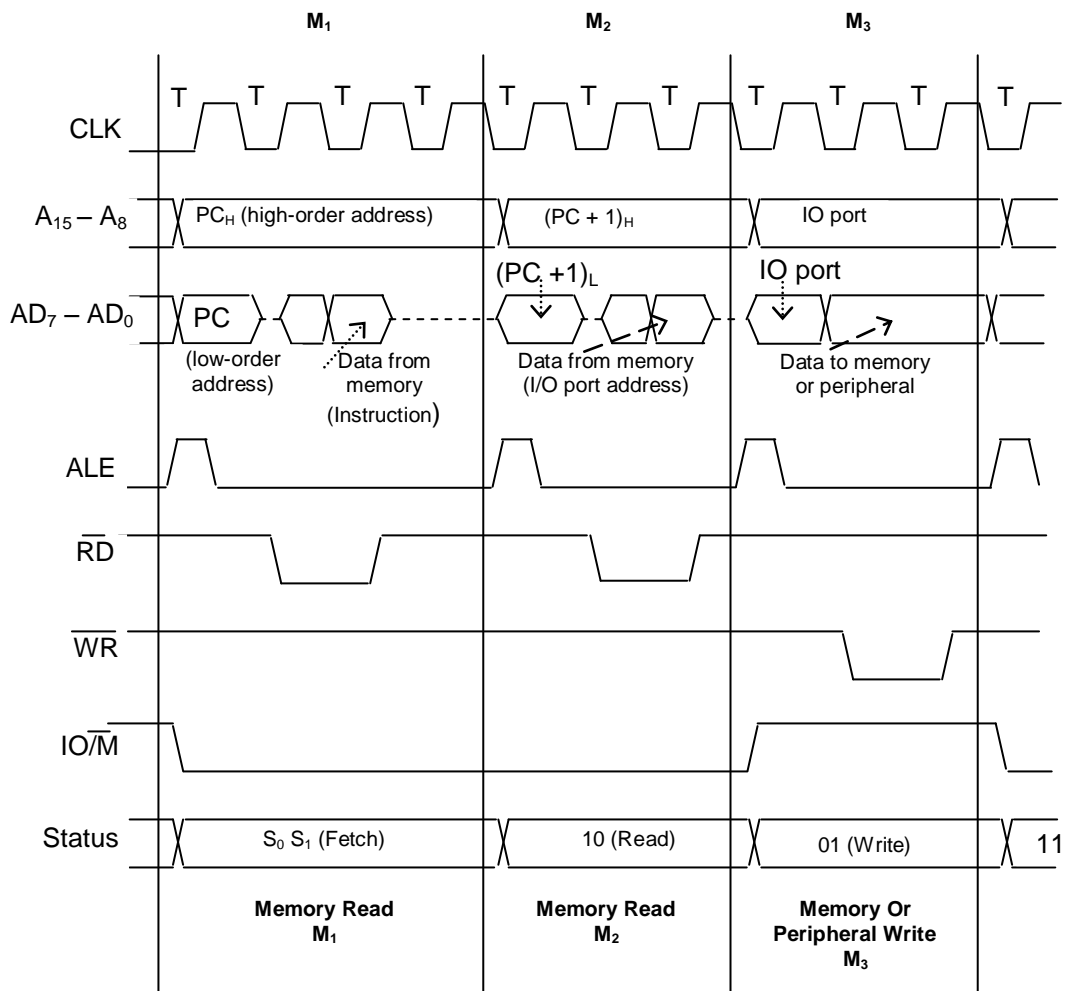 M₁ M₂ M₃
T T T T T T T T
CLK
A₁₅ – A₈ PC_H (high-order address) (PC + 1)_H IO port
(PC +1)_L IO port
AD₇ – AD₀ PC
(low-order address)
Data from memory (Instruction)
Data from memory (I/O port address)
Data to memory or peripheral
ALE
R̅D̅
W̅R̅
IO/M̅
Status S₀ S₁ (Fetch) 10 (Read) 01 (Write) 11
Memory Read
M₁
Memory Read
M₂
Memory Or
Peripheral Write
M₃